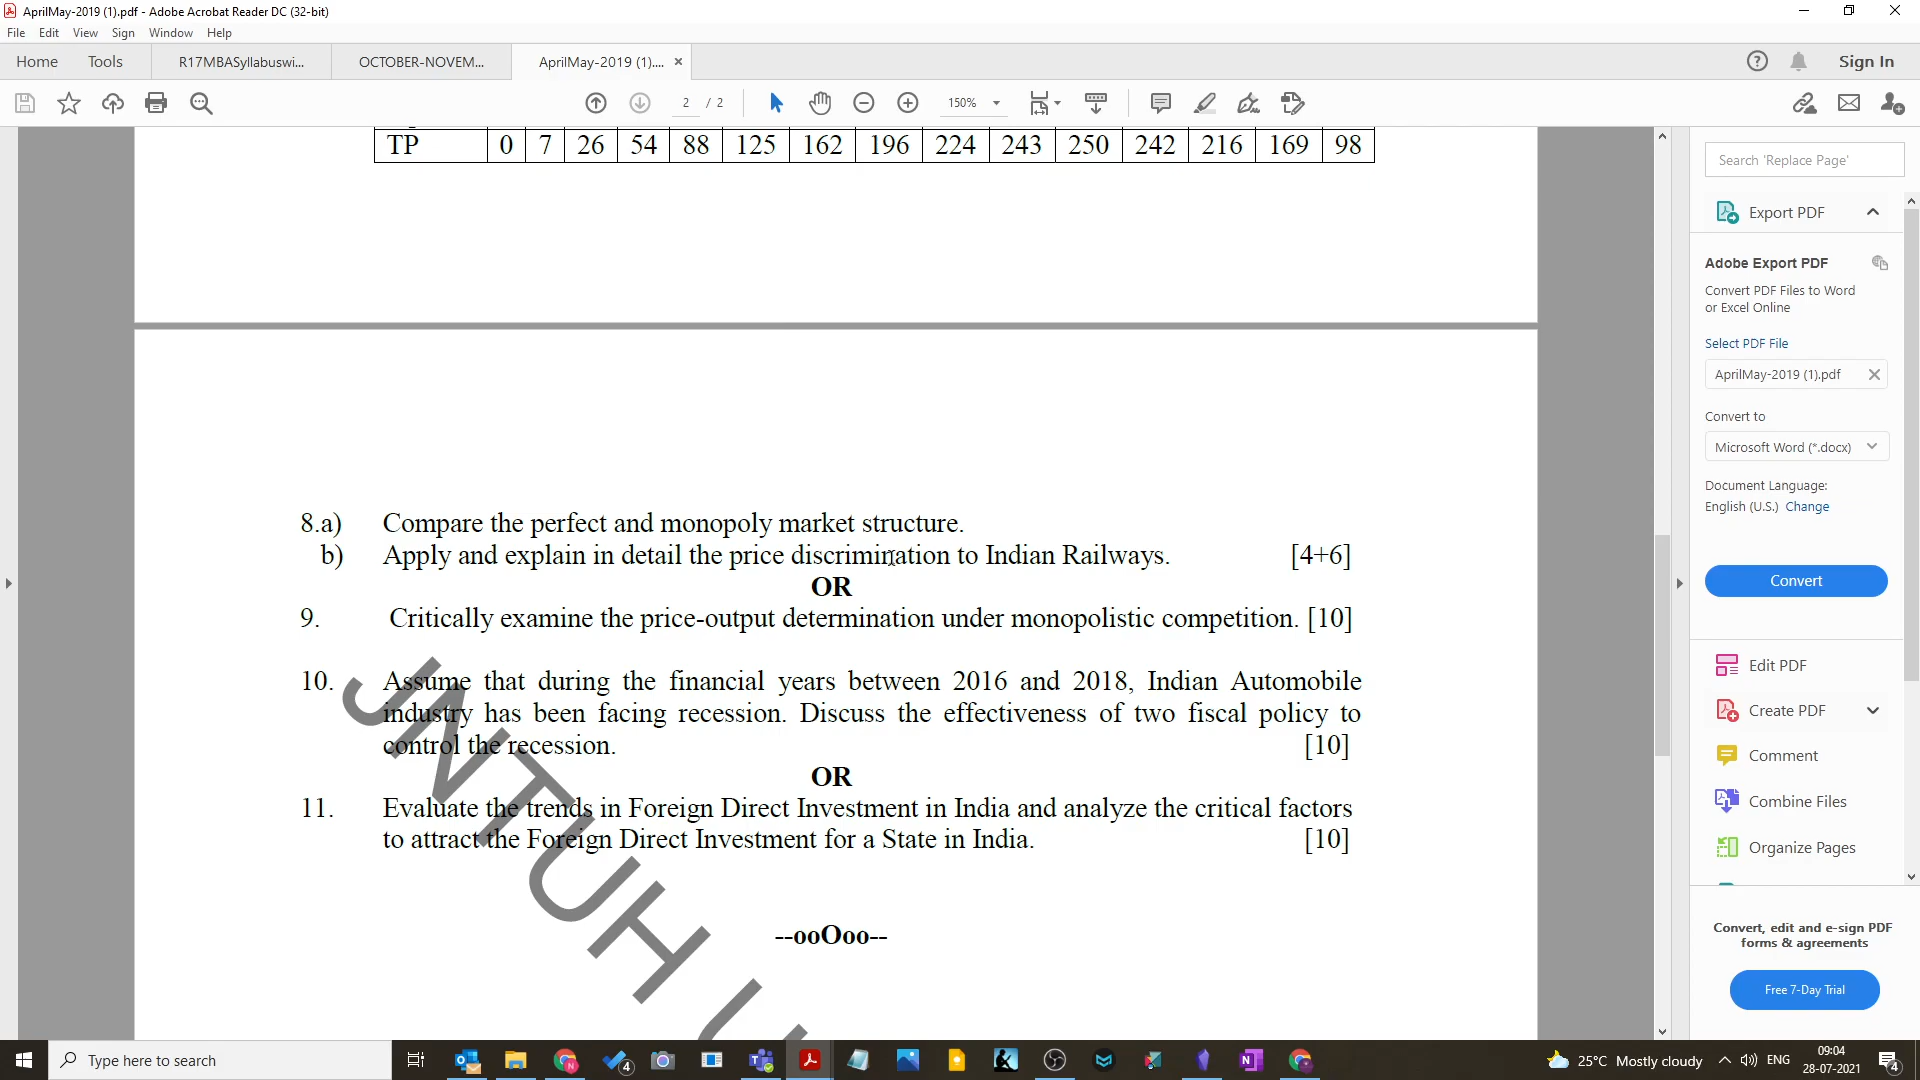 AprilMay-2019 (1).pdf - Adobe Acrobat Reader DC (32-bit)
File Edit View Sign Window Help
Home Tools R17MBASyllabuswi... OCTOBER-NOVEM... AprilMay-2019 (1).... × Sign In
2 / 2 150%
TP 0 7 26 54 88 125 162 196 224 243 250 242 216 169 98
8.a) Compare the perfect and monopoly market structure.
b) Apply and explain in detail the price discrimination to Indian Railways. [4+6]
OR
9. Critically examine the price-output determination under monopolistic competition. [10]
10. Assume that during the financial years between 2016 and 2018, Indian Automobile
industry has been facing recession. Discuss the effectiveness of two fiscal policy to
control the recession. [10]
OR
11. Evaluate the trends in Foreign Direct Investment in India and analyze the critical factors
to attract the Foreign Direct Investment for a State in India. [10]
--ooOoo--
JNTUH U
Search 'Replace Page'
Export PDF
Adobe Export PDF
Convert PDF Files to Word
or Excel Online
Select PDF File
AprilMay-2019 (1).pdf
Convert to
Microsoft Word (*.docx)
Document Language:
English (U.S.) Change
Convert
Edit PDF
Create PDF
Comment
Combine Files
Organize Pages
Convert, edit and e-sign PDF
forms & agreements
Free 7-Day Trial
Type here to search
4
25°C Mostly cloudy
ENG
09:04
28-07-2021
4